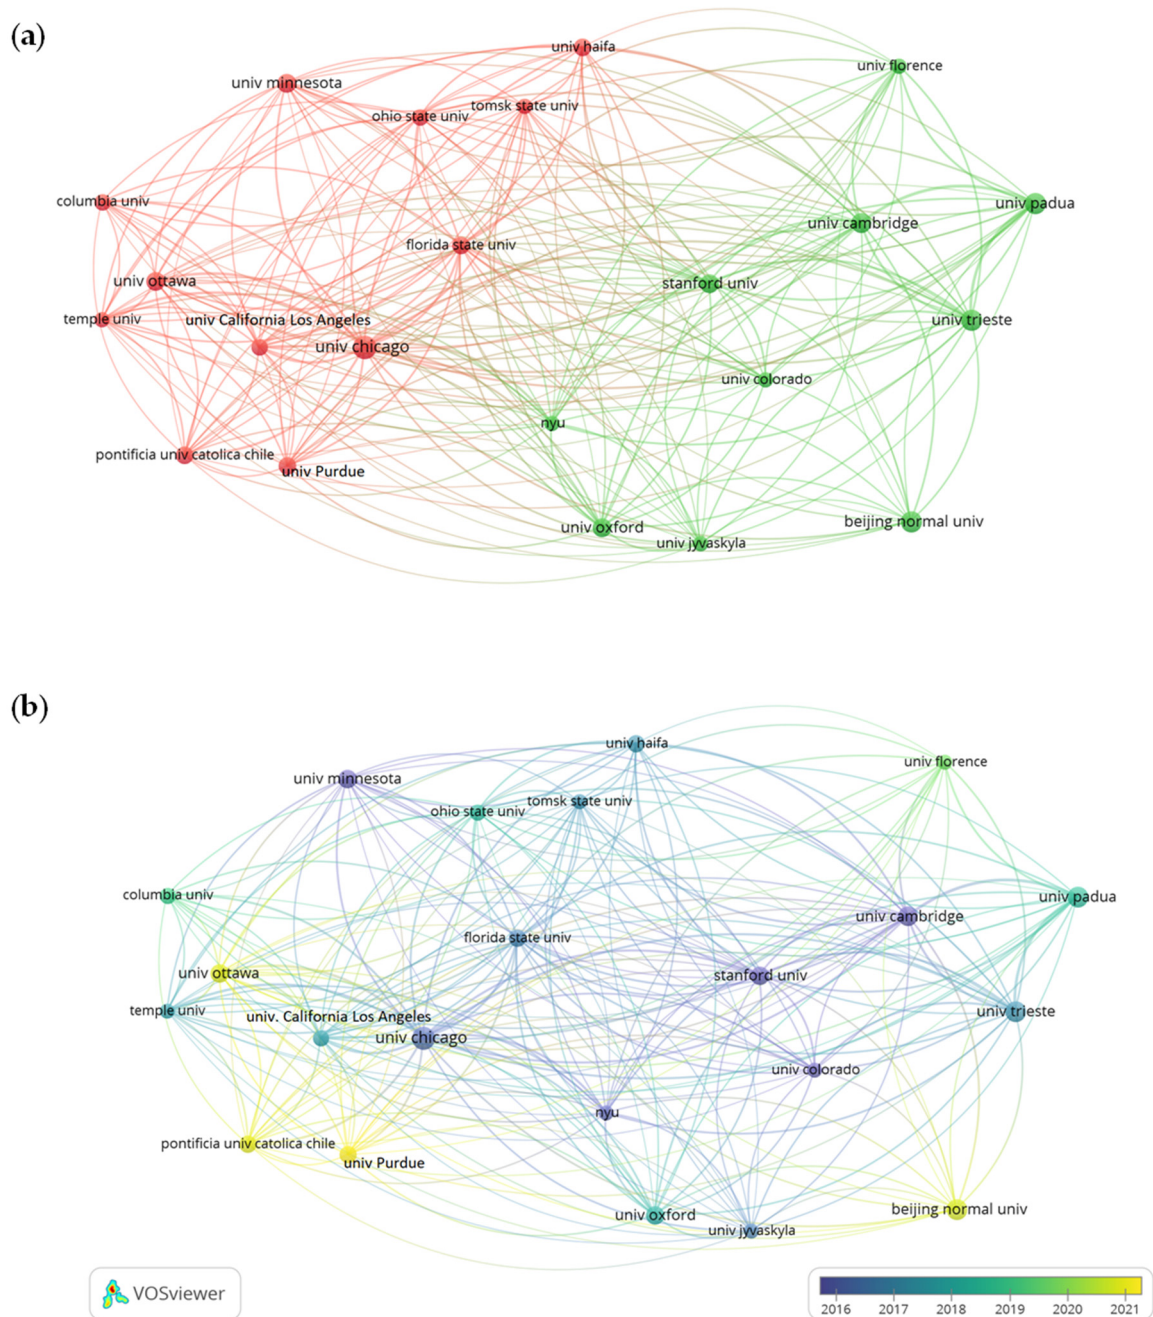 (a)
univ haifa
univ florence
univ minnesota
tomsk state univ
ohio state univ
columbia univ
univ padua
univ cambridge
florida state univ
univ ottawa
stanford univ
temple univ
univ California Los Angeles
univ trieste
univ chicago
univ colorado
nyu
pontificia univ catolica chile
univ Purdue
univ oxford
beijing normal univ
univ jyvaskyla
(b)
univ haifa
univ florence
univ minnesota
tomsk state univ
ohio state univ
columbia univ
univ padua
univ cambridge
florida state univ
univ ottawa
stanford univ
temple univ
univ. California Los Angeles
univ trieste
univ chicago
univ colorado
nyu
pontificia univ catolica chile
univ Purdue
beijing normal univ
univ oxford
univ jyvaskyla
VOSviewer
2016 2017 2018 2019 2020 2021